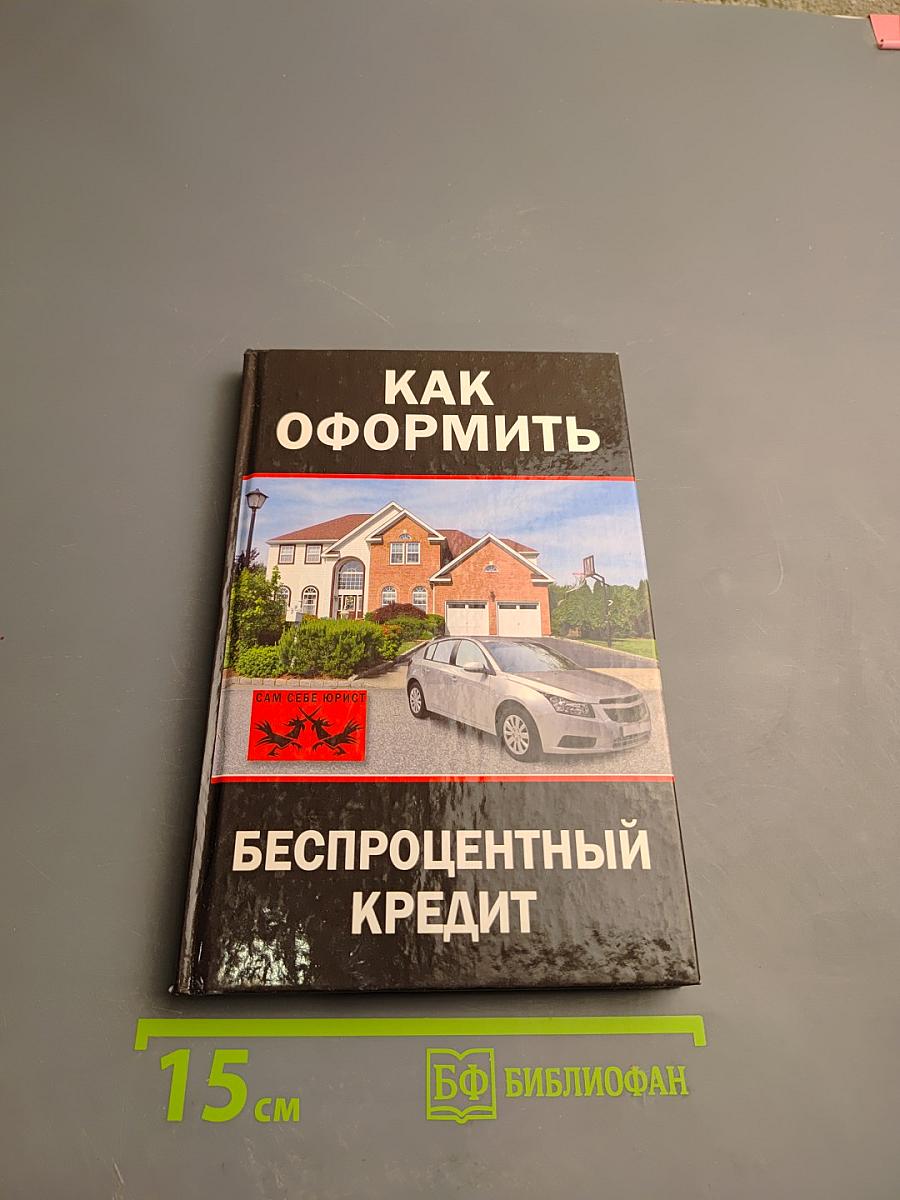 КАК
ОФОРМИТЬ
САМ СЕБЕ ЮРИСТ
БЕСПРОЦЕНТНЫЙ
КРЕДИТ
15 см
БФ БИБЛИОФАН